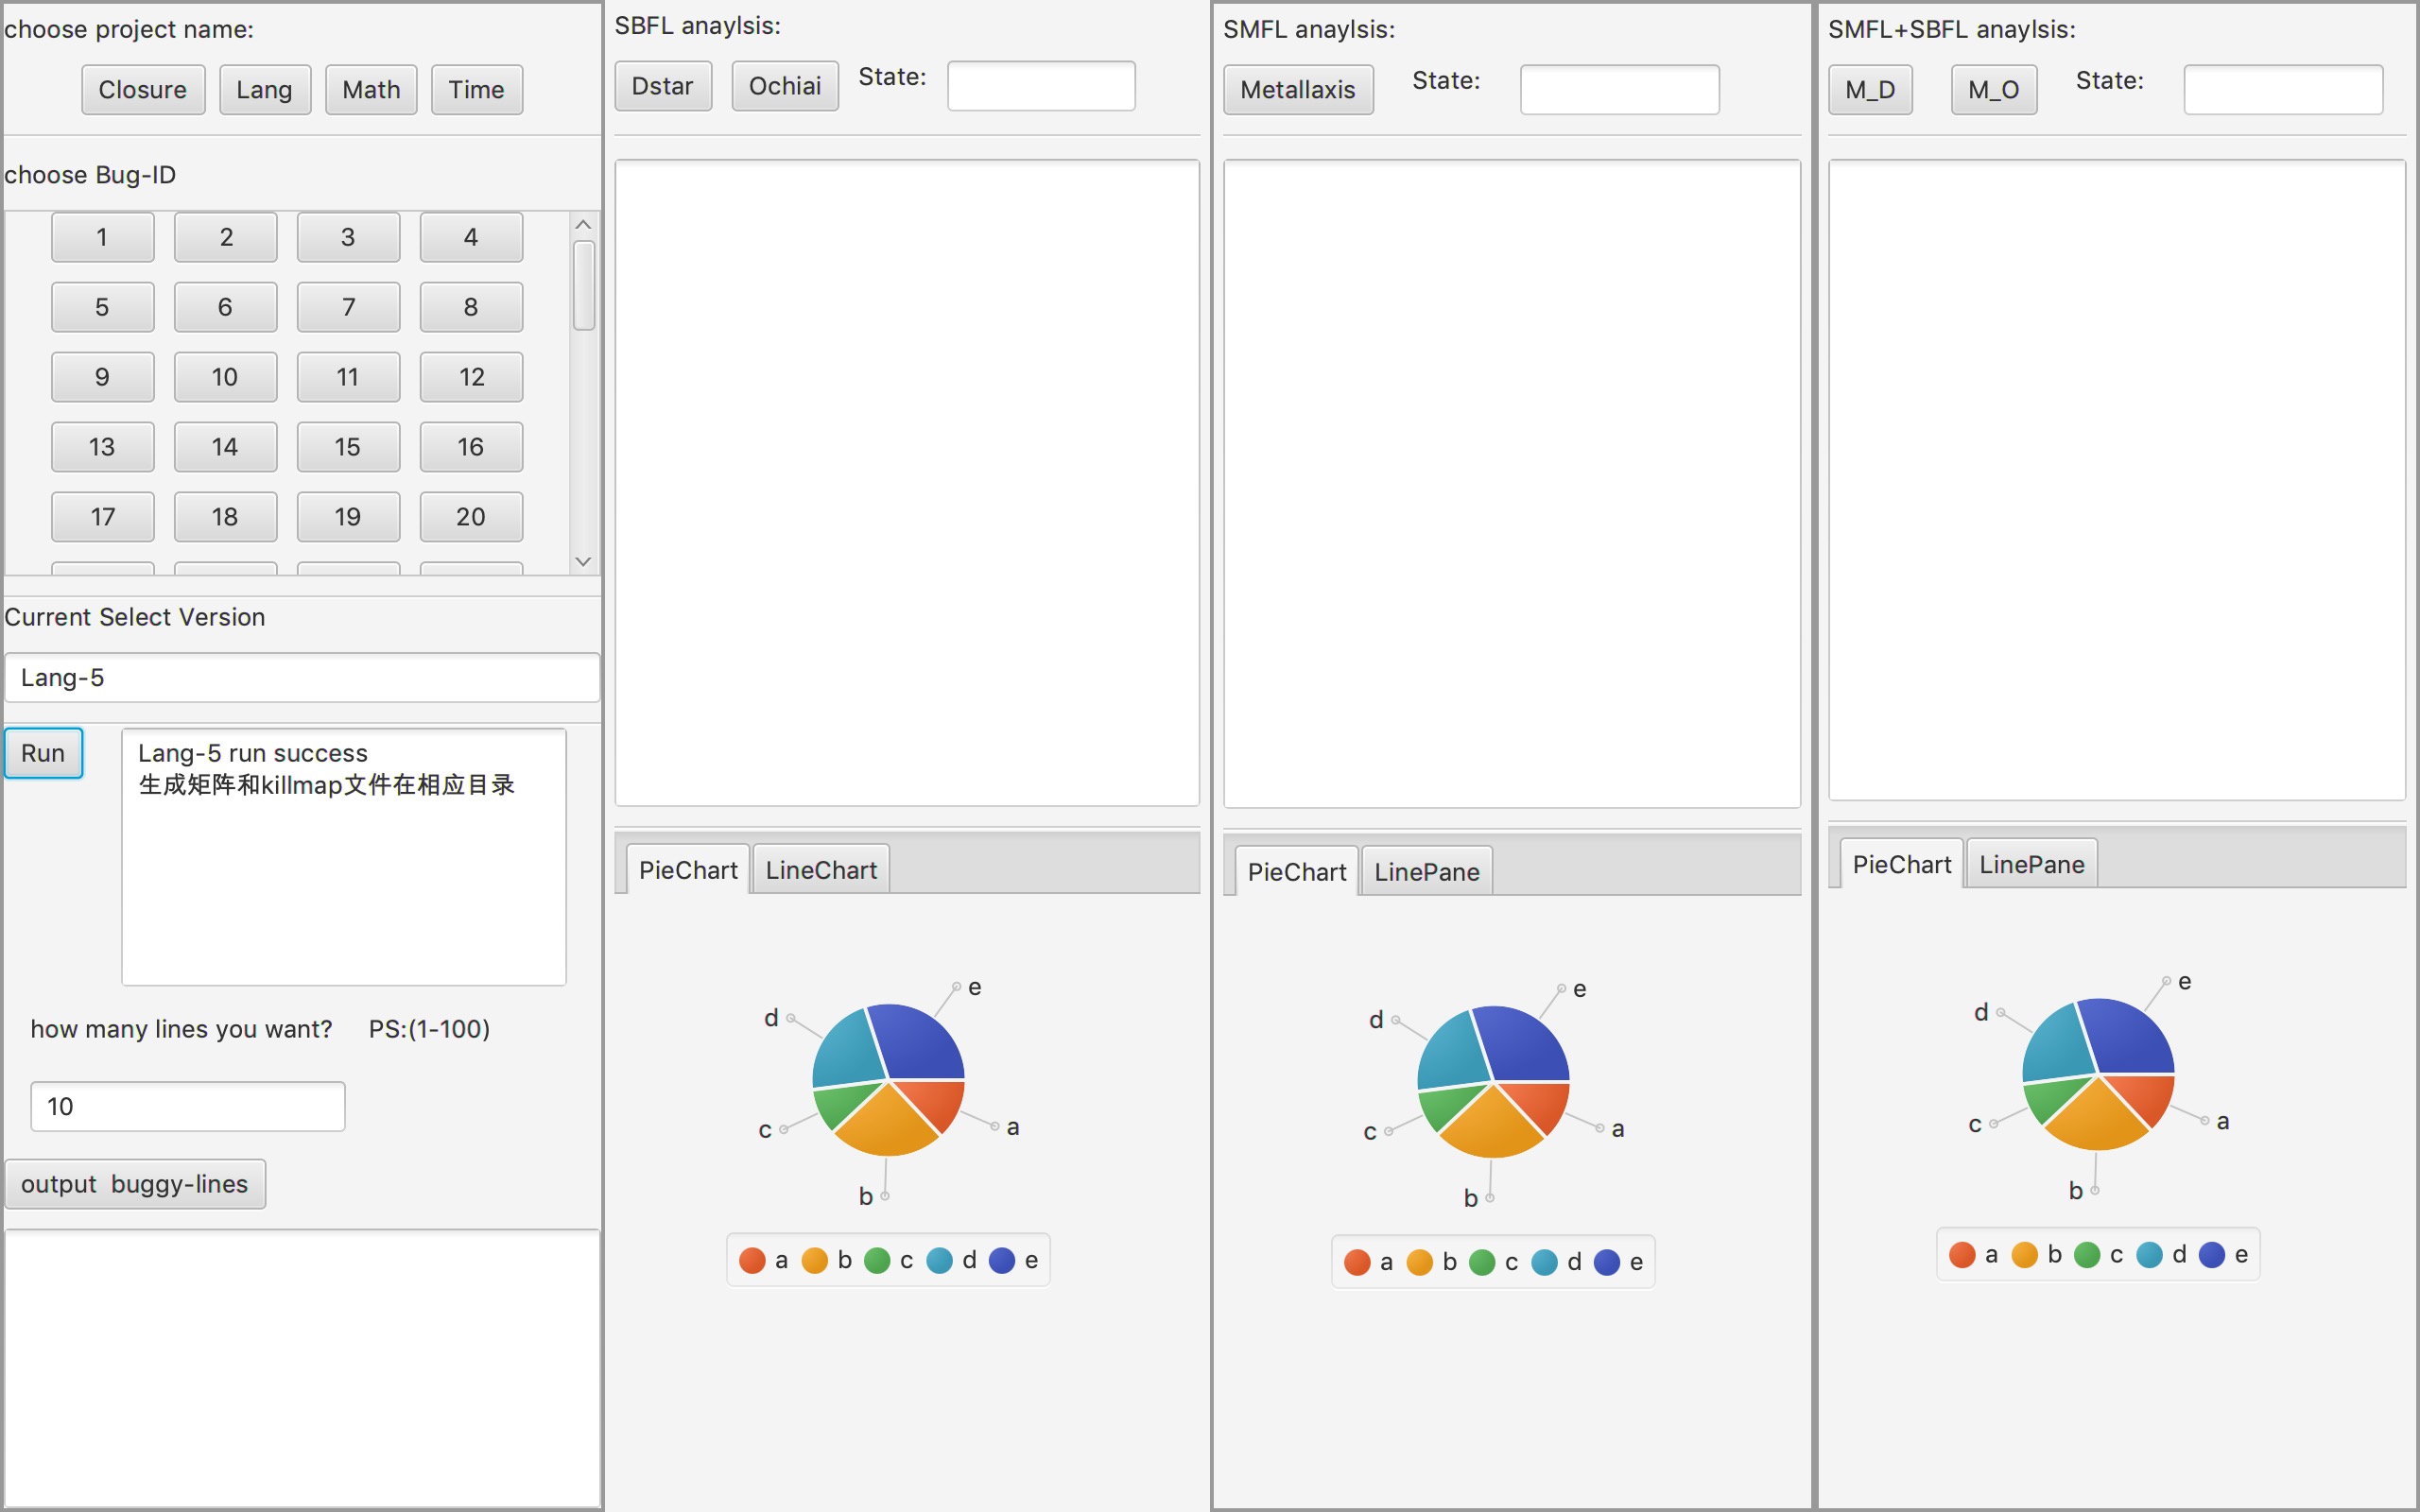 choose project name:
Closure Lang Math Time
choose Bug-ID
1 2 3 4
5 6 7 8
9 10 11 12
13 14 15 16
17 18 19 20
Current Select Version
Lang-5
Run
Lang-5 run success
生成矩阵和killmap文件在相应目录
how many lines you want? PS:(1-100)
10
output buggy-lines
SBFL anaylsis:
Dstar Ochiai State:
PieChart LineChart
e
d
c
a
b
a b c d e
SMFL anaylsis:
Metallaxis State:
PieChart LinePane
e
d
c
a
b
a b c d e
SMFL+SBFL anaylsis:
M_D M_O State:
PieChart LinePane
e
d
c
a
b
a b c d e